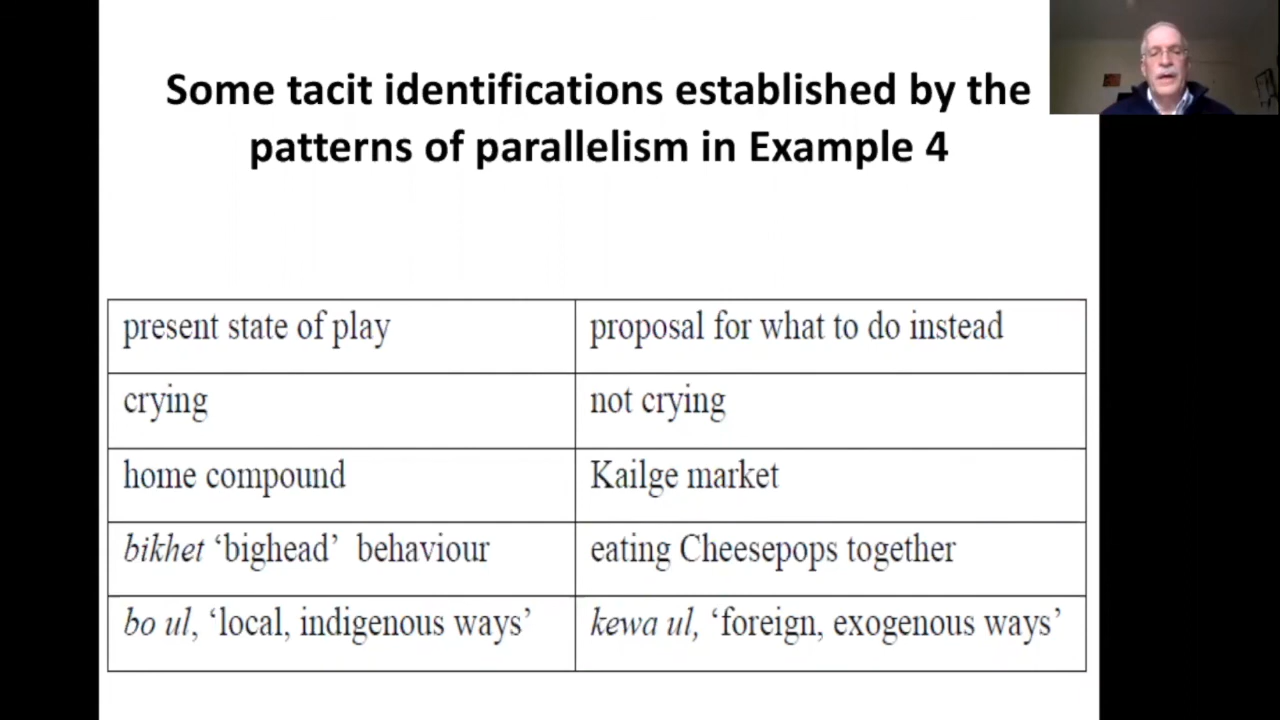 Some tacit identifications established by the
patterns of parallelism in Example 4
present state of play
proposal for what to do instead
crying
not crying
home compound
Kailge market
bikhet ‘bighead’ behaviour
eating Cheesepops together
bo ul, ‘local, indigenous ways’
kewa ul, ‘foreign, exogenous ways’